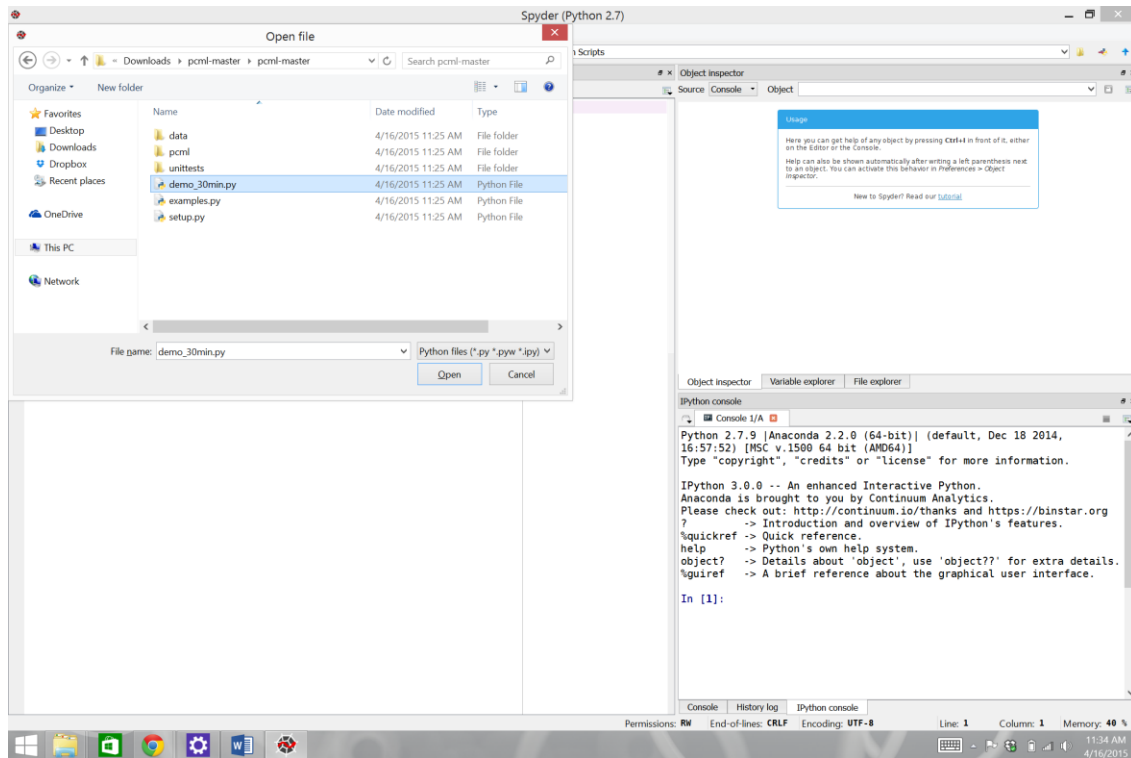 Spyder (Python 2.7)
Open file
« Downloads › pcml-master › pcml-master
Search pcml-master
Organize
New folder
Favorites
Desktop
Downloads
Dropbox
Recent places
OneDrive
This PC
Network
Name Date modified Type
data 4/16/2015 11:25 AM File folder
pcml 4/16/2015 11:25 AM File folder
unittests 4/16/2015 11:25 AM File folder
demo_30min.py 4/16/2015 11:25 AM Python File
examples.py 4/16/2015 11:25 AM Python File
setup.py 4/16/2015 11:25 AM Python File
File name: demo_30min.py Python files (*.py *.pyw *.ipy)
Open Cancel
Scripts
Object inspector
Source Console Object
Usage
Here you can get help of any object by pressing Ctrl+I in front of it, either
on the Editor or the Console.
Help can also be shown automatically after writing a left parenthesis next
to an object. You can activate this behavior in Preferences > Object
Inspector.
New to Spyder? Read our tutorial
Object inspector Variable explorer File explorer
IPython console
Console 1/A
Python 2.7.9 |Anaconda 2.2.0 (64-bit)| (default, Dec 18 2014,
16:57:52) [MSC v.1500 64 bit (AMD64)]
Type "copyright", "credits" or "license" for more information.
IPython 3.0.0 -- An enhanced Interactive Python.
Anaconda is brought to you by Continuum Analytics.
Please check out: http://continuum.io/thanks and https://binstar.org
? -> Introduction and overview of IPython's features.
%quickref -> Quick reference.
help -> Python's own help system.
object? -> Details about 'object', use 'object??' for extra details.
%guiref -> A brief reference about the graphical user interface.
In [1]:
Console History log IPython console
Permissions: RW End-of-lines: CRLF Encoding: UTF-8 Line: 1 Column: 1 Memory: 40 %
11:34 AM
4/16/2015